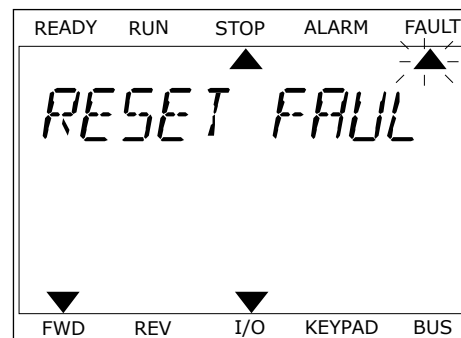 READY RUN STOP ALARM FAULT
RESET FAUL
FWD REV I/O KEYPAD BUS